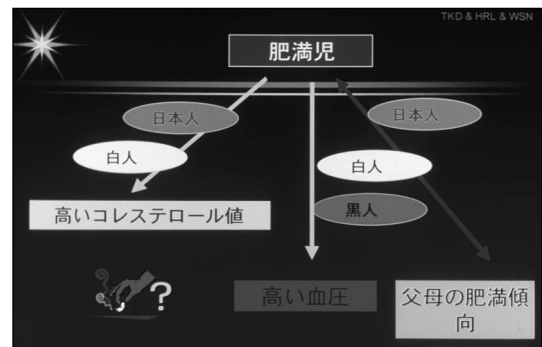 TKD & HRL & WSN
肥満児
日本人
日本人
白人
白人
黒人
高いコレステロール値
?
高い血圧
父母の肥満傾
向